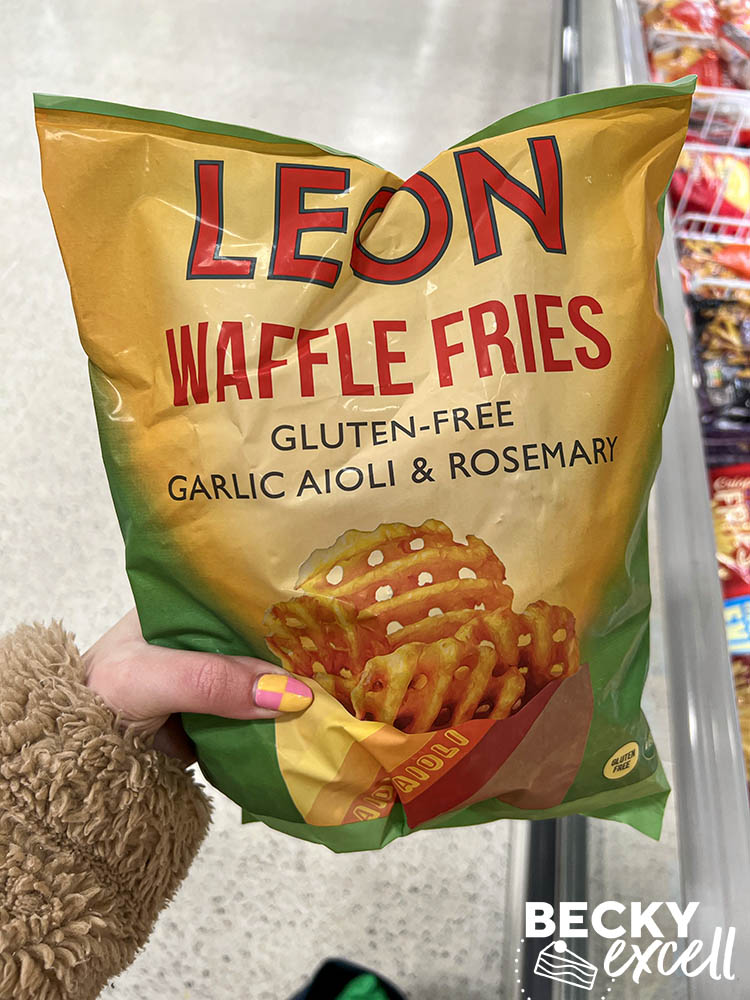 LEON
WAFFLE FRIES
GLUTEN-FREE
GARLIC AIOLI & ROSEMARY
AIOLI
GLUTEN
FREE
BECKY
excell